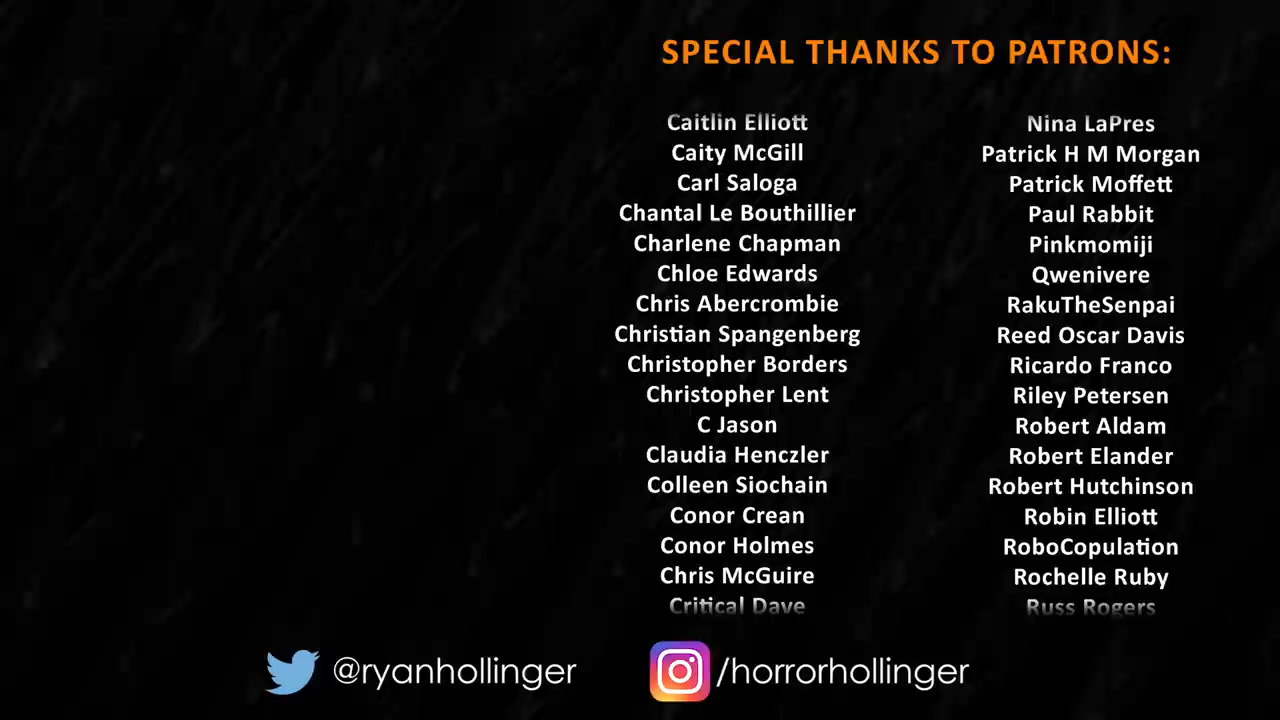 SPECIAL THANKS TO PATRONS:
Caitlin Elliott
Caity McGill
Carl Saloga
Chantal Le Bouthillier
Charlene Chapman
Chloe Edwards
Chris Abercrombie
Christian Spangenberg
Christopher Borders
Christopher Lent
C Jason
Claudia Henczler
Colleen Siochain
Conor Crean
Conor Holmes
Chris McGuire
Critical Dave
Nina LaPres
Patrick H M Morgan
Patrick Moffett
Paul Rabbit
Pinkmomiji
Qwenivere
RakuTheSenpai
Reed Oscar Davis
Ricardo Franco
Riley Petersen
Robert Aldam
Robert Elander
Robert Hutchinson
Robin Elliott
RoboCopulation
Rochelle Ruby
Russ Rogers
@ryanhollinger
/horrorhollinger